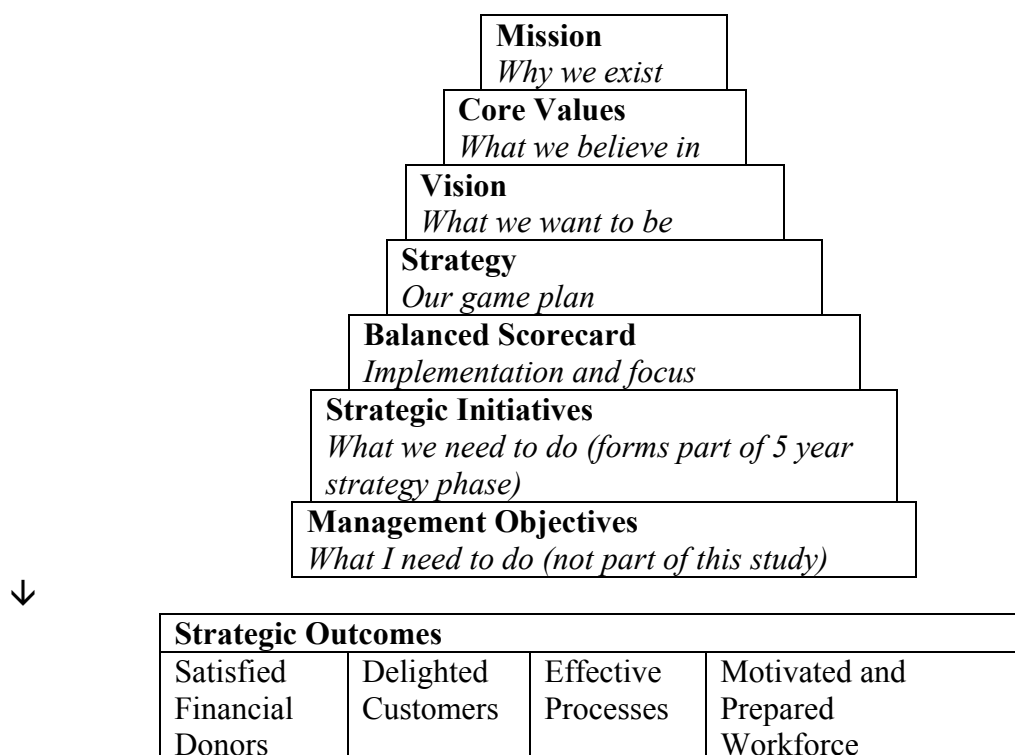 Mission
Why we exist
Core Values
What we believe in
Vision
What we want to be
Strategy
Our game plan
Balanced Scorecard
Implementation and focus
Strategic Initiatives
What we need to do (forms part of 5 year
strategy phase)
Management Objectives
What I need to do (not part of this study)
Strategic Outcomes
Satisfied
Financial
Donors
Delighted
Customers
Effective
Processes
Motivated and
Prepared
Workforce